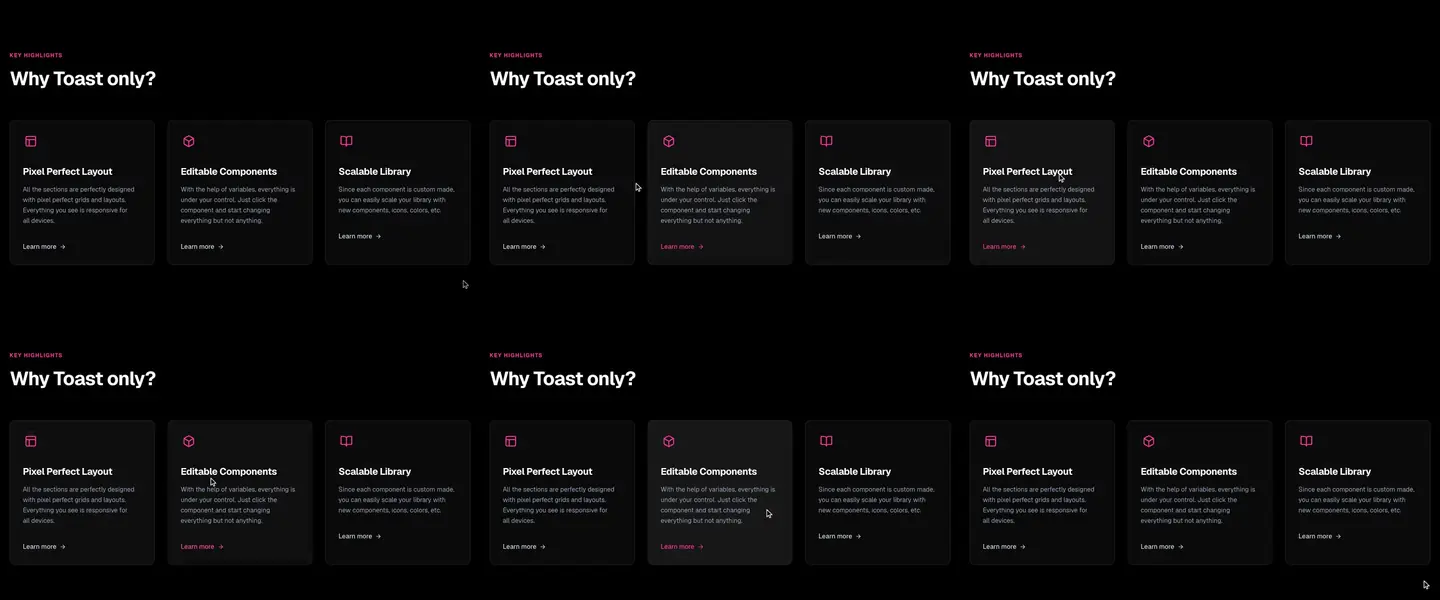 KEY HIGHLIGHTS
Why Toast only?
Pixel Perfect Layout
All the sections are perfectly designed
with pixel perfect grids and layouts.
Everything you see is responsive for
all devices.
Learn more →
Editable Components
With the help of variables, everything is
under your control. Just click the
component and start changing
everything but not anything.
Learn more →
Scalable Library
Since each component is custom made,
you can easily scale your library with
new components, icons, colors, etc.
Learn more →
KEY HIGHLIGHTS
Why Toast only?
Pixel Perfect Layout
All the sections are perfectly designed
with pixel perfect grids and layouts.
Everything you see is responsive for
all devices.
Learn more →
Editable Components
With the help of variables, everything is
under your control. Just click the
component and start changing
everything but not anything.
Learn more →
Scalable Library
Since each component is custom made,
you can easily scale your library with
new components, icons, colors, etc.
Learn more →
KEY HIGHLIGHTS
Why Toast only?
Pixel Perfect Layout
All the sections are perfectly designed
with pixel perfect grids and layouts.
Everything you see is responsive for
all devices.
Learn more →
Editable Components
With the help of variables, everything is
under your control. Just click the
component and start changing
everything but not anything.
Learn more →
Scalable Library
Since each component is custom made,
you can easily scale your library with
new components, icons, colors, etc.
Learn more →
KEY HIGHLIGHTS
Why Toast only?
Pixel Perfect Layout
All the sections are perfectly designed
with pixel perfect grids and layouts.
Everything you see is responsive for
all devices.
Learn more →
Editable Components
With the help of variables, everything is
under your control. Just click the
component and start changing
everything but not anything.
Learn more →
Scalable Library
Since each component is custom made,
you can easily scale your library with
new components, icons, colors, etc.
Learn more →
KEY HIGHLIGHTS
Why Toast only?
Pixel Perfect Layout
All the sections are perfectly designed
with pixel perfect grids and layouts.
Everything you see is responsive for
all devices.
Learn more →
Editable Components
With the help of variables, everything is
under your control. Just click the
component and start changing
everything but not anything.
Learn more →
Scalable Library
Since each component is custom made,
you can easily scale your library with
new components, icons, colors, etc.
Learn more →
KEY HIGHLIGHTS
Why Toast only?
Pixel Perfect Layout
All the sections are perfectly designed
with pixel perfect grids and layouts.
Everything you see is responsive for
all devices.
Learn more →
Editable Components
With the help of variables, everything is
under your control. Just click the
component and start changing
everything but not anything.
Learn more →
Scalable Library
Since each component is custom made,
you can easily scale your library with
new components, icons, colors, etc.
Learn more →